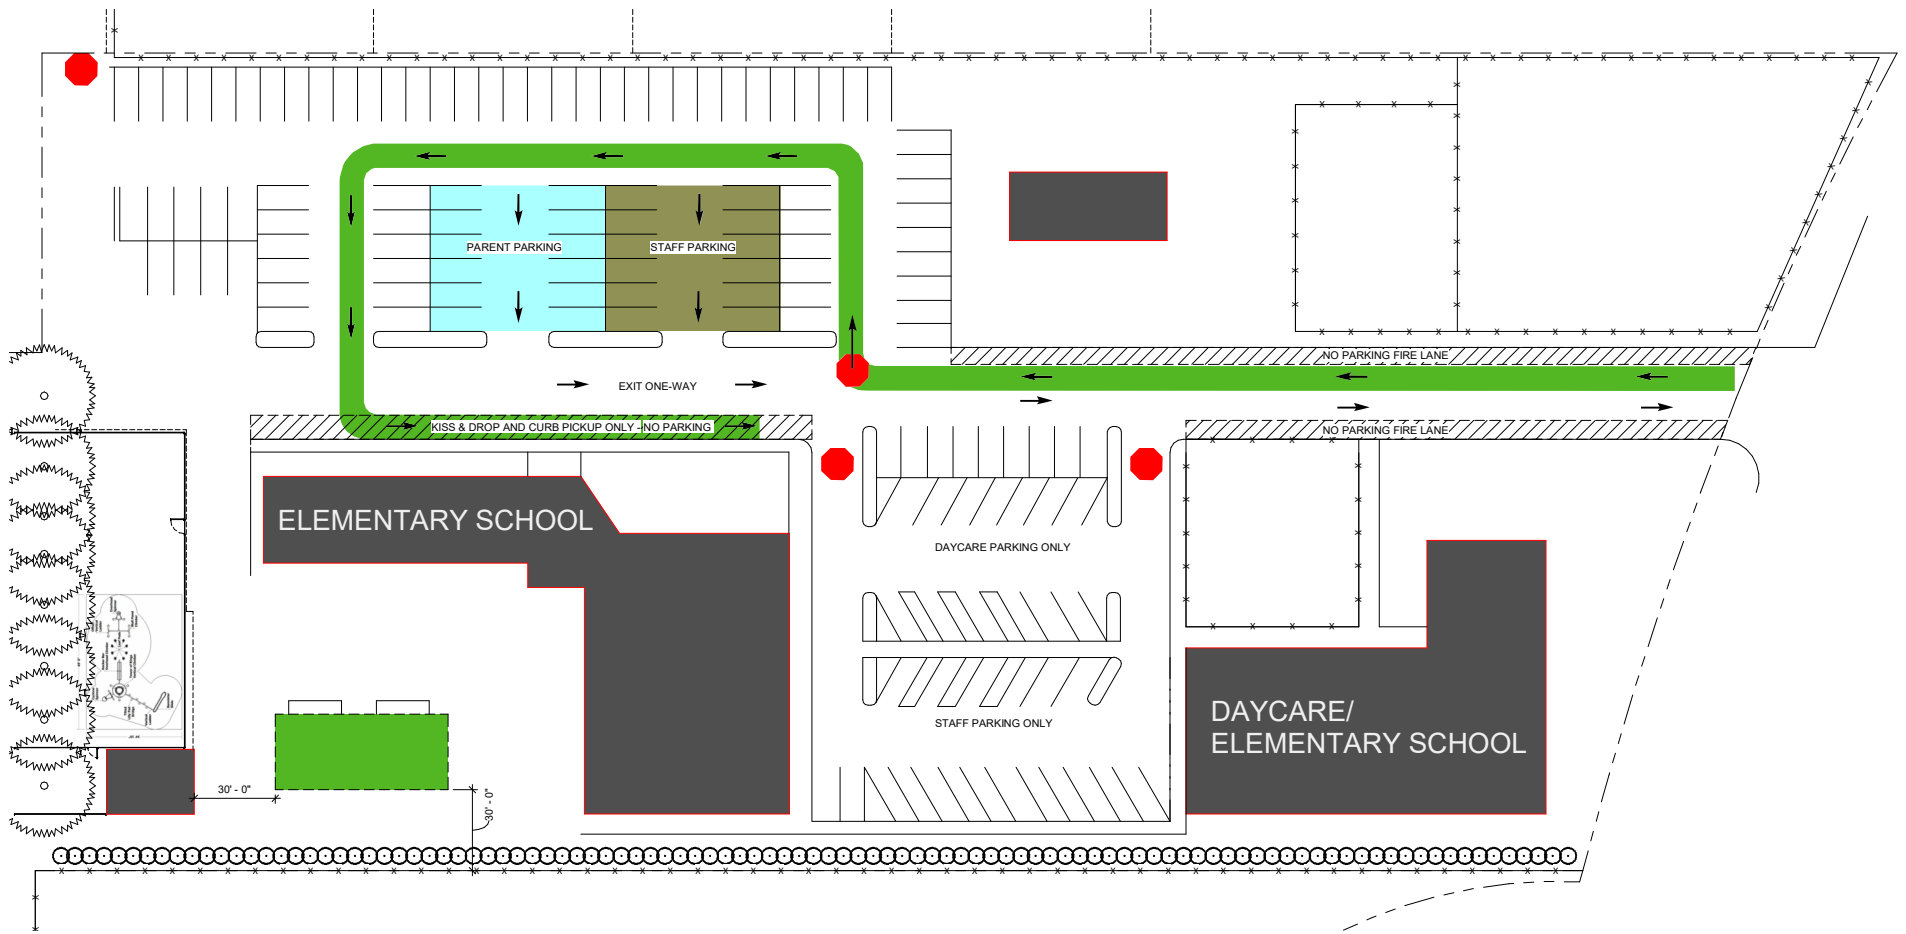 PARENT PARKING
STAFF PARKING
NO PARKING FIRE LANE
EXIT ONE-WAY
KISS & DROP AND CURB PICKUP ONLY - NO PARKING
NO PARKING FIRE LANE
ELEMENTARY SCHOOL
DAYCARE PARKING ONLY
STAFF PARKING ONLY
DAYCARE/
ELEMENTARY SCHOOL
30' - 0"
30' - 0"